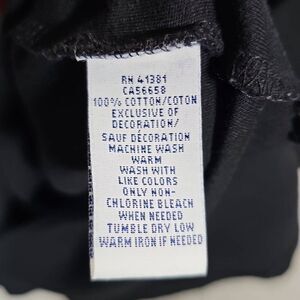 RN 41381
CA56658
100% COTTON/COTON
EXCLUSIVE OF
DECORATION/
SAUF DÉCORATION
MACHINE WASH
WARM
WASH WITH
LIKE COLORS
ONLY NON-
CHLORINE BLEACH
WHEN NEEDED
TUMBLE DRY LOW
WARM IRON IF NEEDED